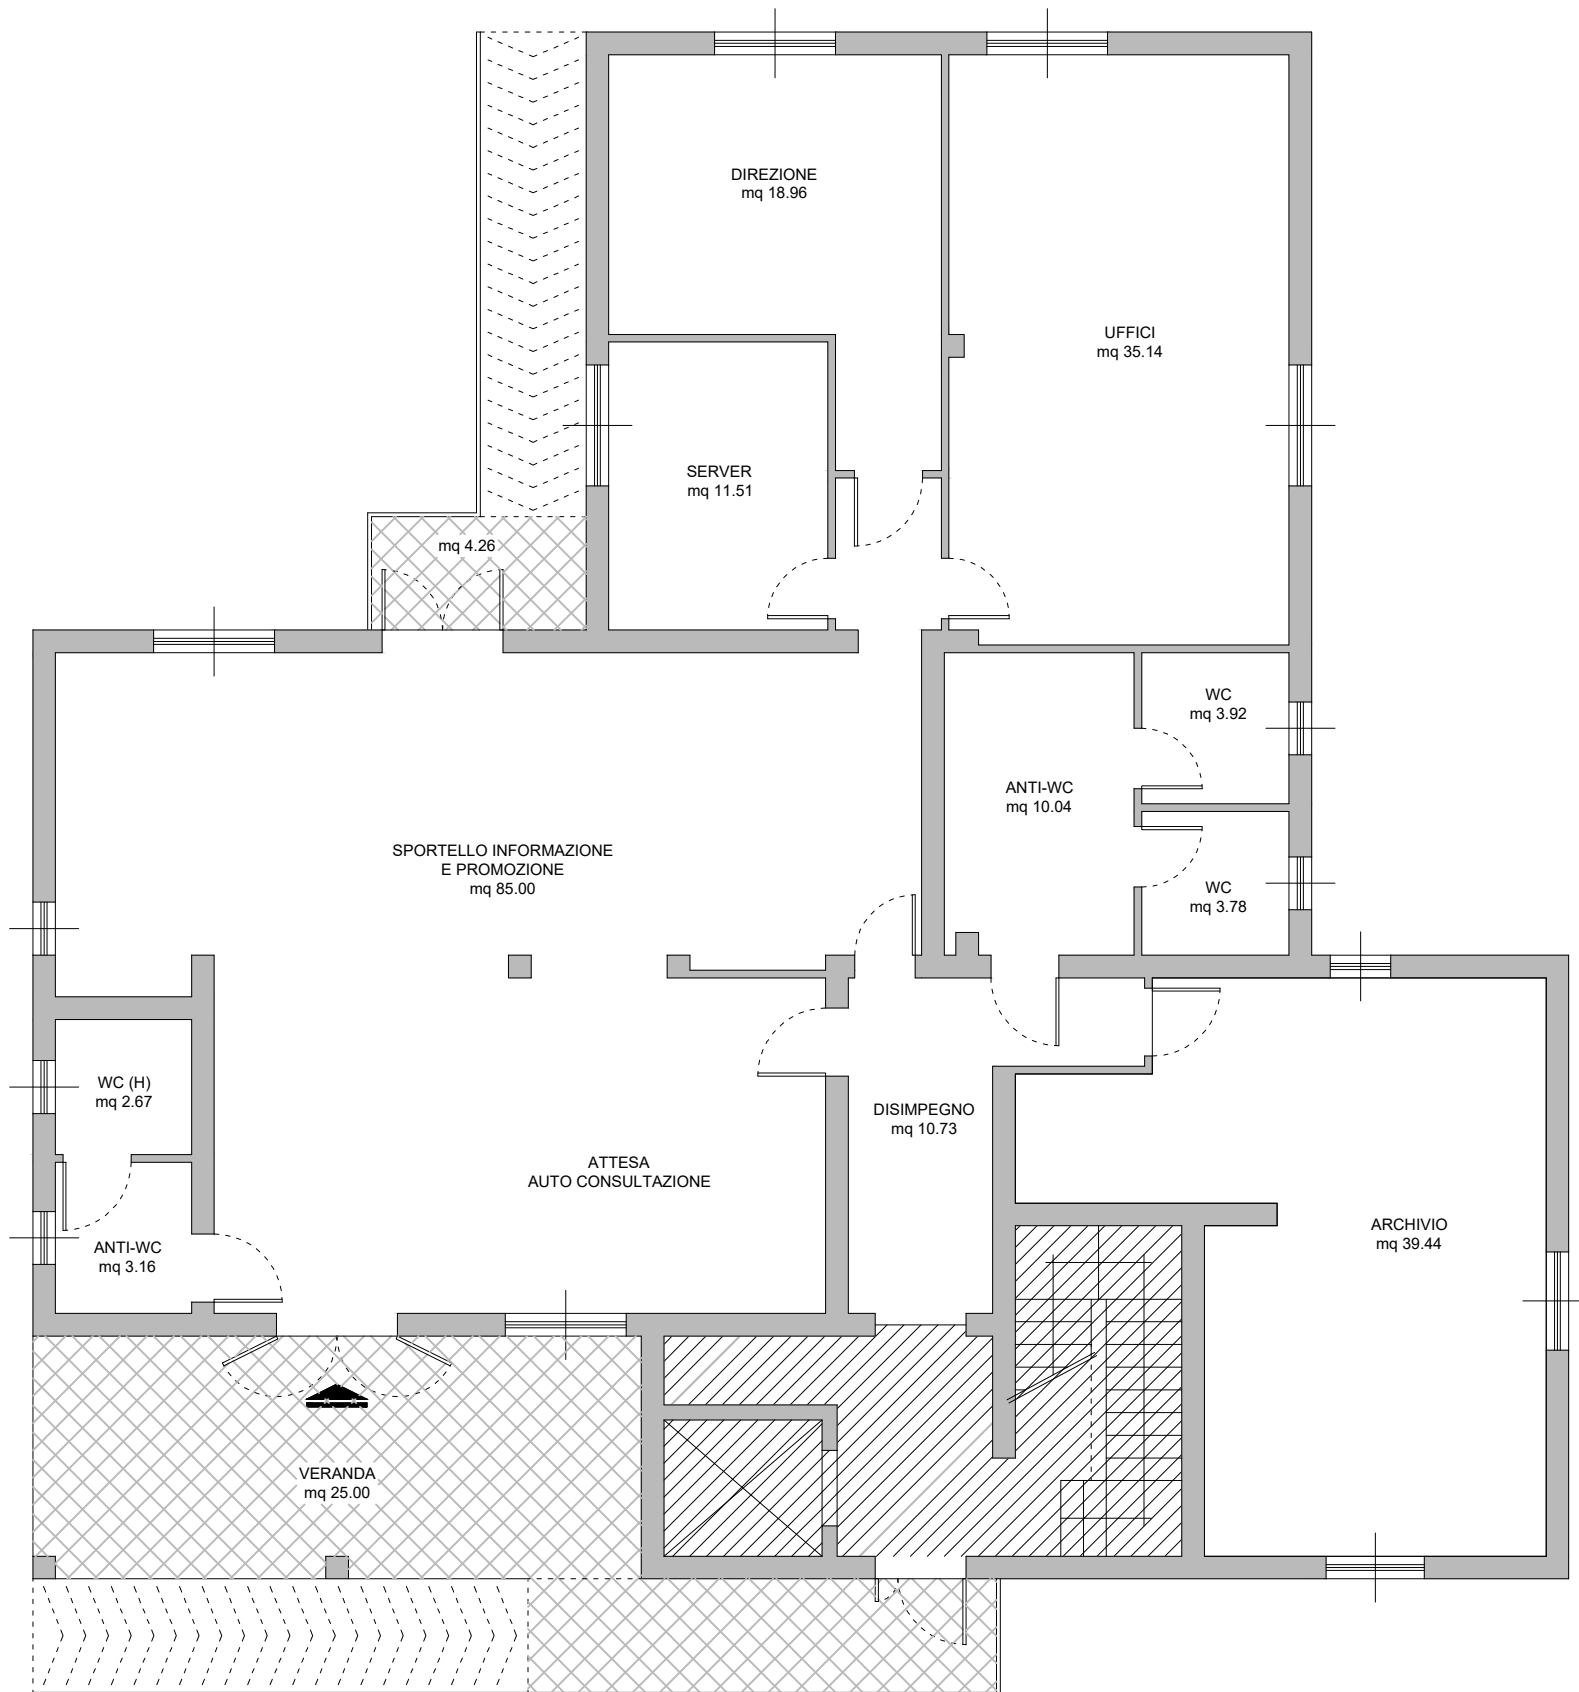 DIREZIONE
mq 18.96
UFFICI
mq 35.14
SERVER
mq 11.51
mq 4.26
WC
mq 3.92
ANTI-WC
mq 10.04
SPORTELLO INFORMAZIONE
E PROMOZIONE
mq 85.00
WC
mq 3.78
WC (H)
mq 2.67
DISIMPEGNO
mq 10.73
ATTESA
AUTO CONSULTAZIONE
ARCHIVIO
mq 39.44
ANTI-WC
mq 3.16
VERANDA
mq 25.00